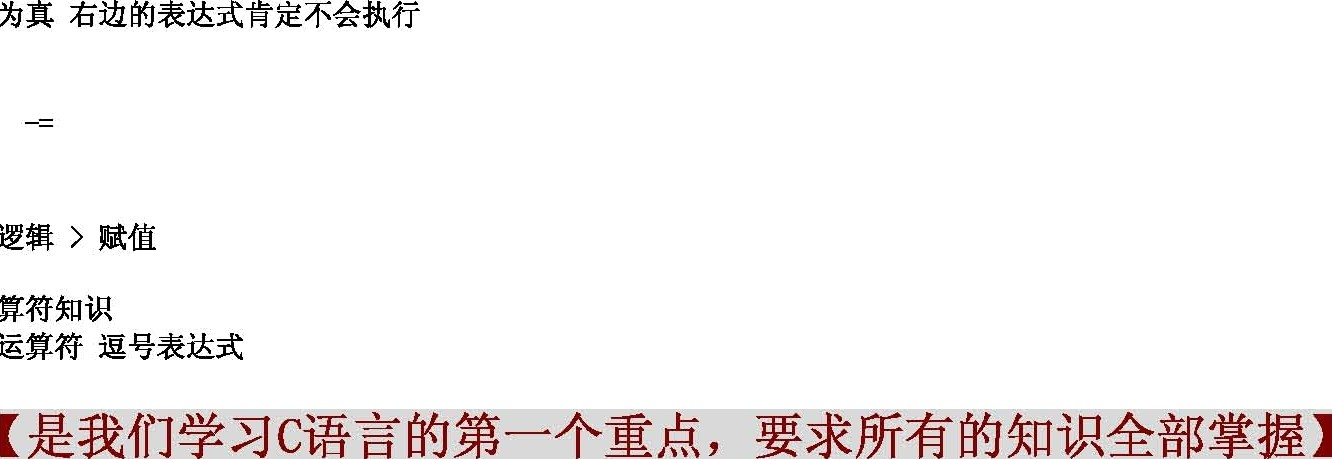 为真 右边的表达式肯定不会执行
-=
逻辑 > 赋值
算符知识
运算符 逗号表达式
【是我们学习C语言的第一个重点，要求所有的知识全部掌握】